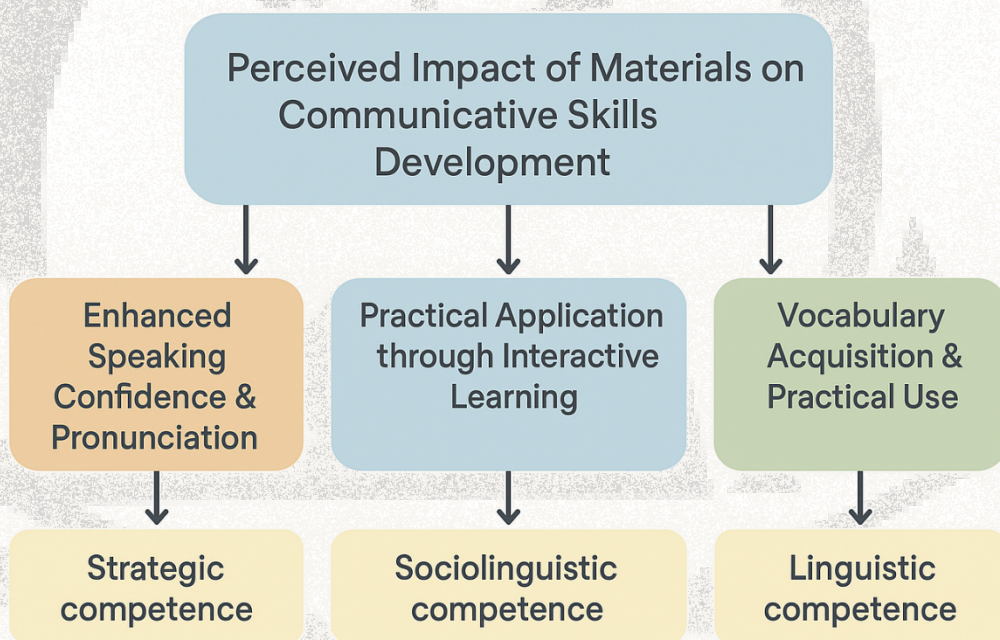 Perceived Impact of Materials on
Communicative Skills
Development
Enhanced
Speaking
Confidence &
Pronunciation
Practical Application
through Interactive
Learning
Vocabulary
Acquisition &
Practical Use
Strategic
competence
Sociolinguistic
competence
Linguistic
competence